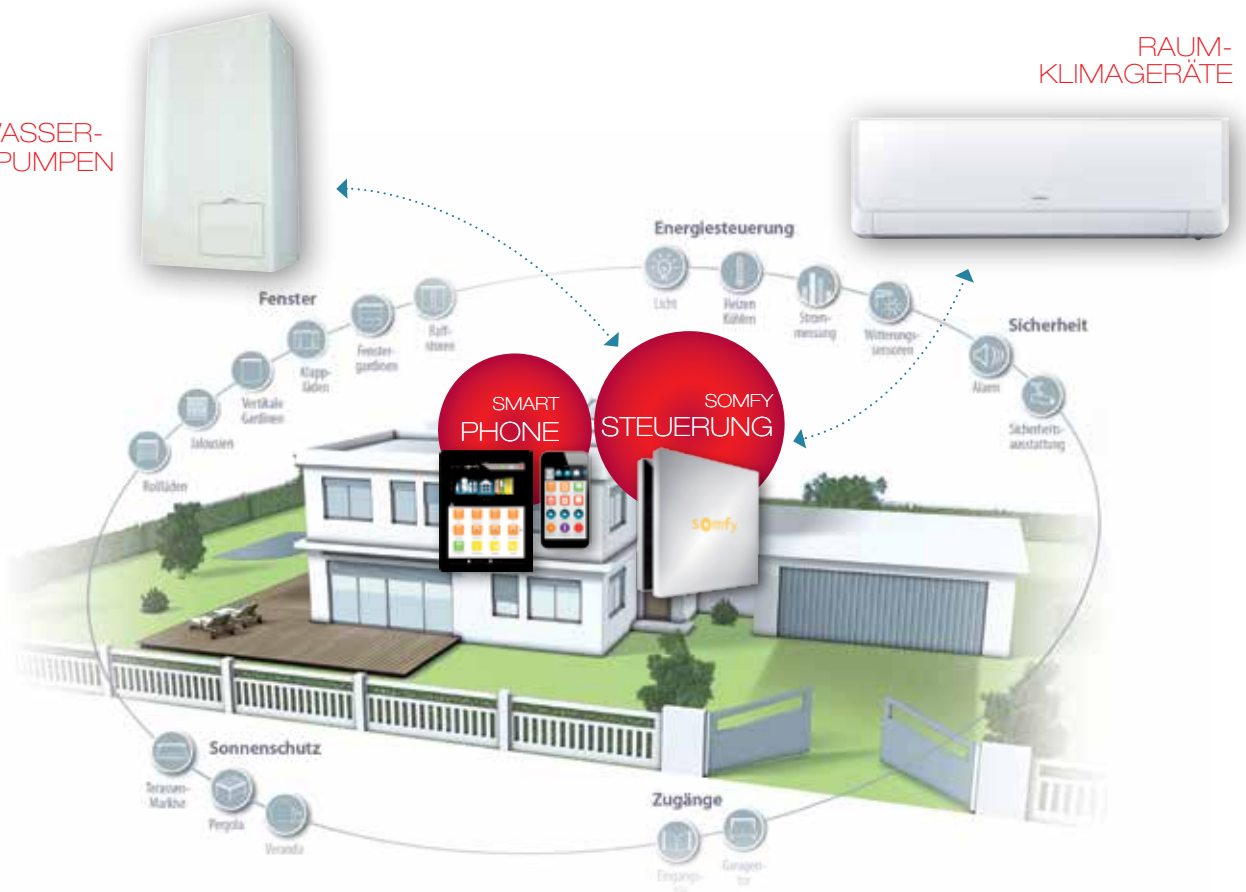 RAUM-
KLIMAGERÄTE
PUMPEN
Energiesteuerung
Licht
Heizen
Kühlen
Strom-
messung
Witterungs-
sensoren
Sicherheit
Alarm
Sicherheits-
ausstattung
Fenster
Raff-
storen
Fenster-
gardinen
Klapp-
läden
Vertikale
Gardinen
Jalousien
Rollläden
SMART
PHONE
SOMFY
STEUERUNG
somfy
Sonnenschutz
Terassen-
Markise
Pergola
Veranda
Zugänge
Eingangs-
Garagen-
tor